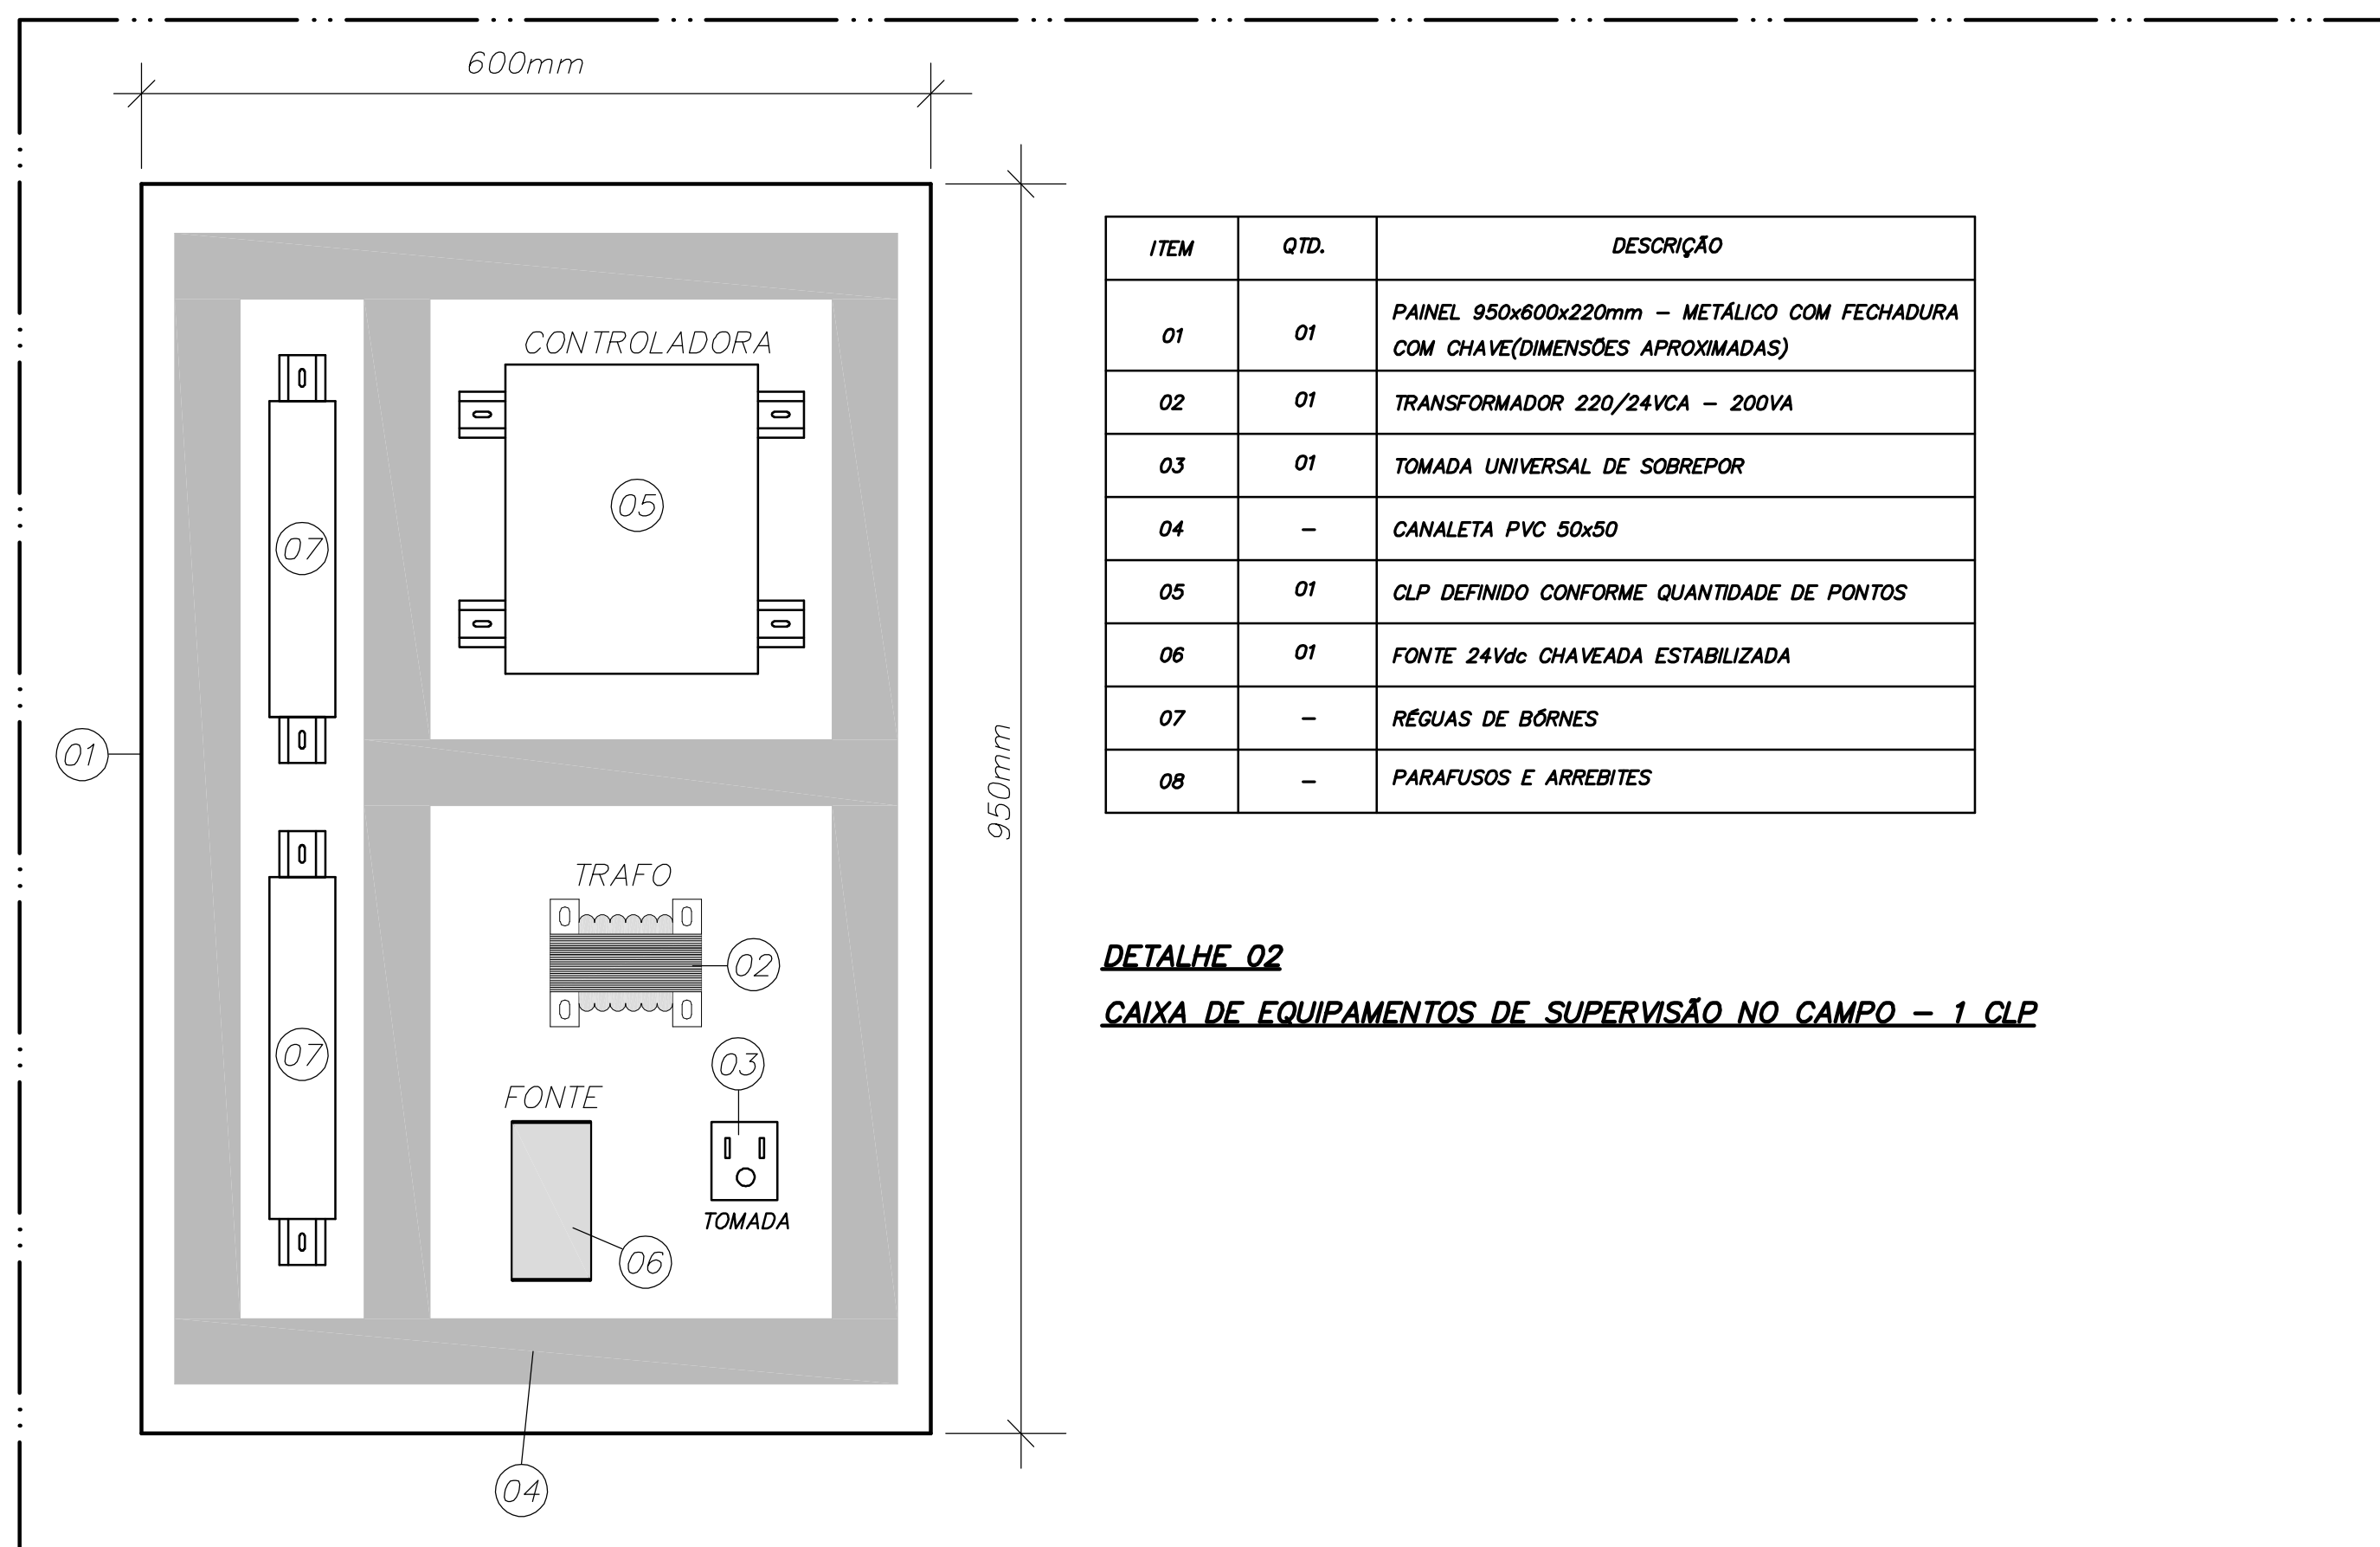 600mm
950mm
CONTROLADORA
05
07
01
TRAFO
02
07
03
FONTE
TOMADA
06
04
ITEM QTD. DESCRIÇÃO
01 01 PAINEL 950x600x220mm – METÁLICO COM FECHADURA
COM CHAVE(DIMENSÕES APROXIMADAS)
02 01 TRANSFORMADOR 220/24VCA – 200VA
03 01 TOMADA UNIVERSAL DE SOBREPOR
04 – CANALETA PVC 50x50
05 01 CLP DEFINIDO CONFORME QUANTIDADE DE PONTOS
06 01 FONTE 24Vdc CHAVEADA ESTABILIZADA
07 – RÉGUAS DE BÓRNES
08 – PARAFUSOS E ARREBITES
DETALHE 02
CAIXA DE EQUIPAMENTOS DE SUPERVISÃO NO CAMPO – 1 CLP